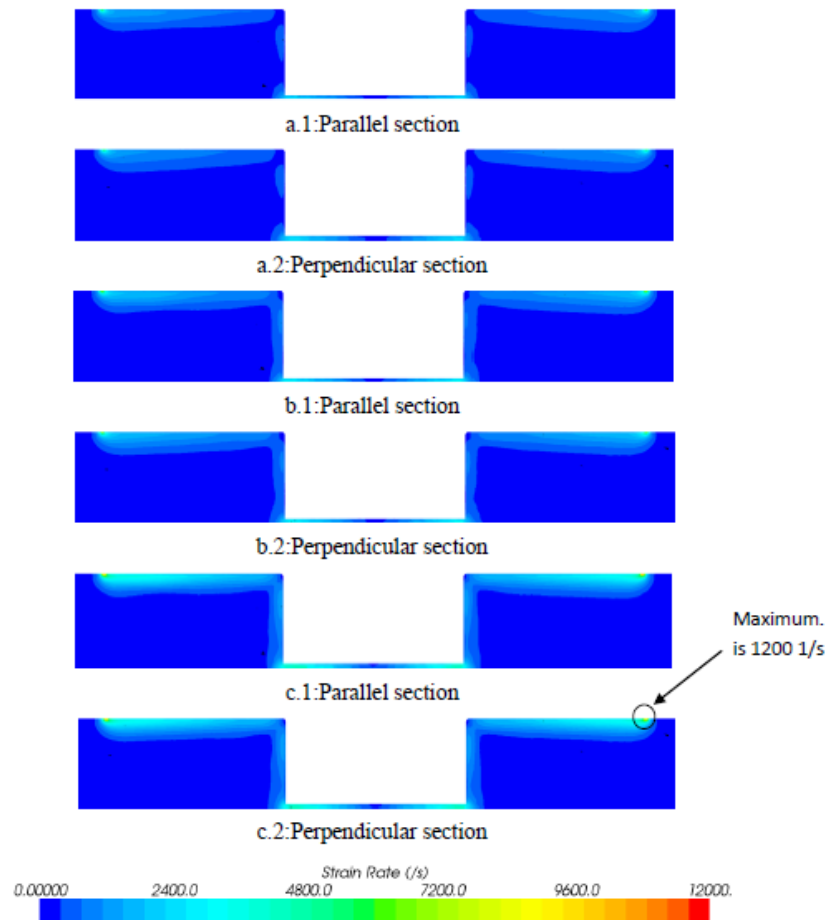 a.1:Parallel section
a.2:Perpendicular section
b.1:Parallel section
b.2:Perpendicular section
c.1:Parallel section
Maximum.
is 1200 1/s
c.2:Perpendicular section
Strain Rate (/s)
0.00000 2400.0 4800.0 7200.0 9600.0 12000.